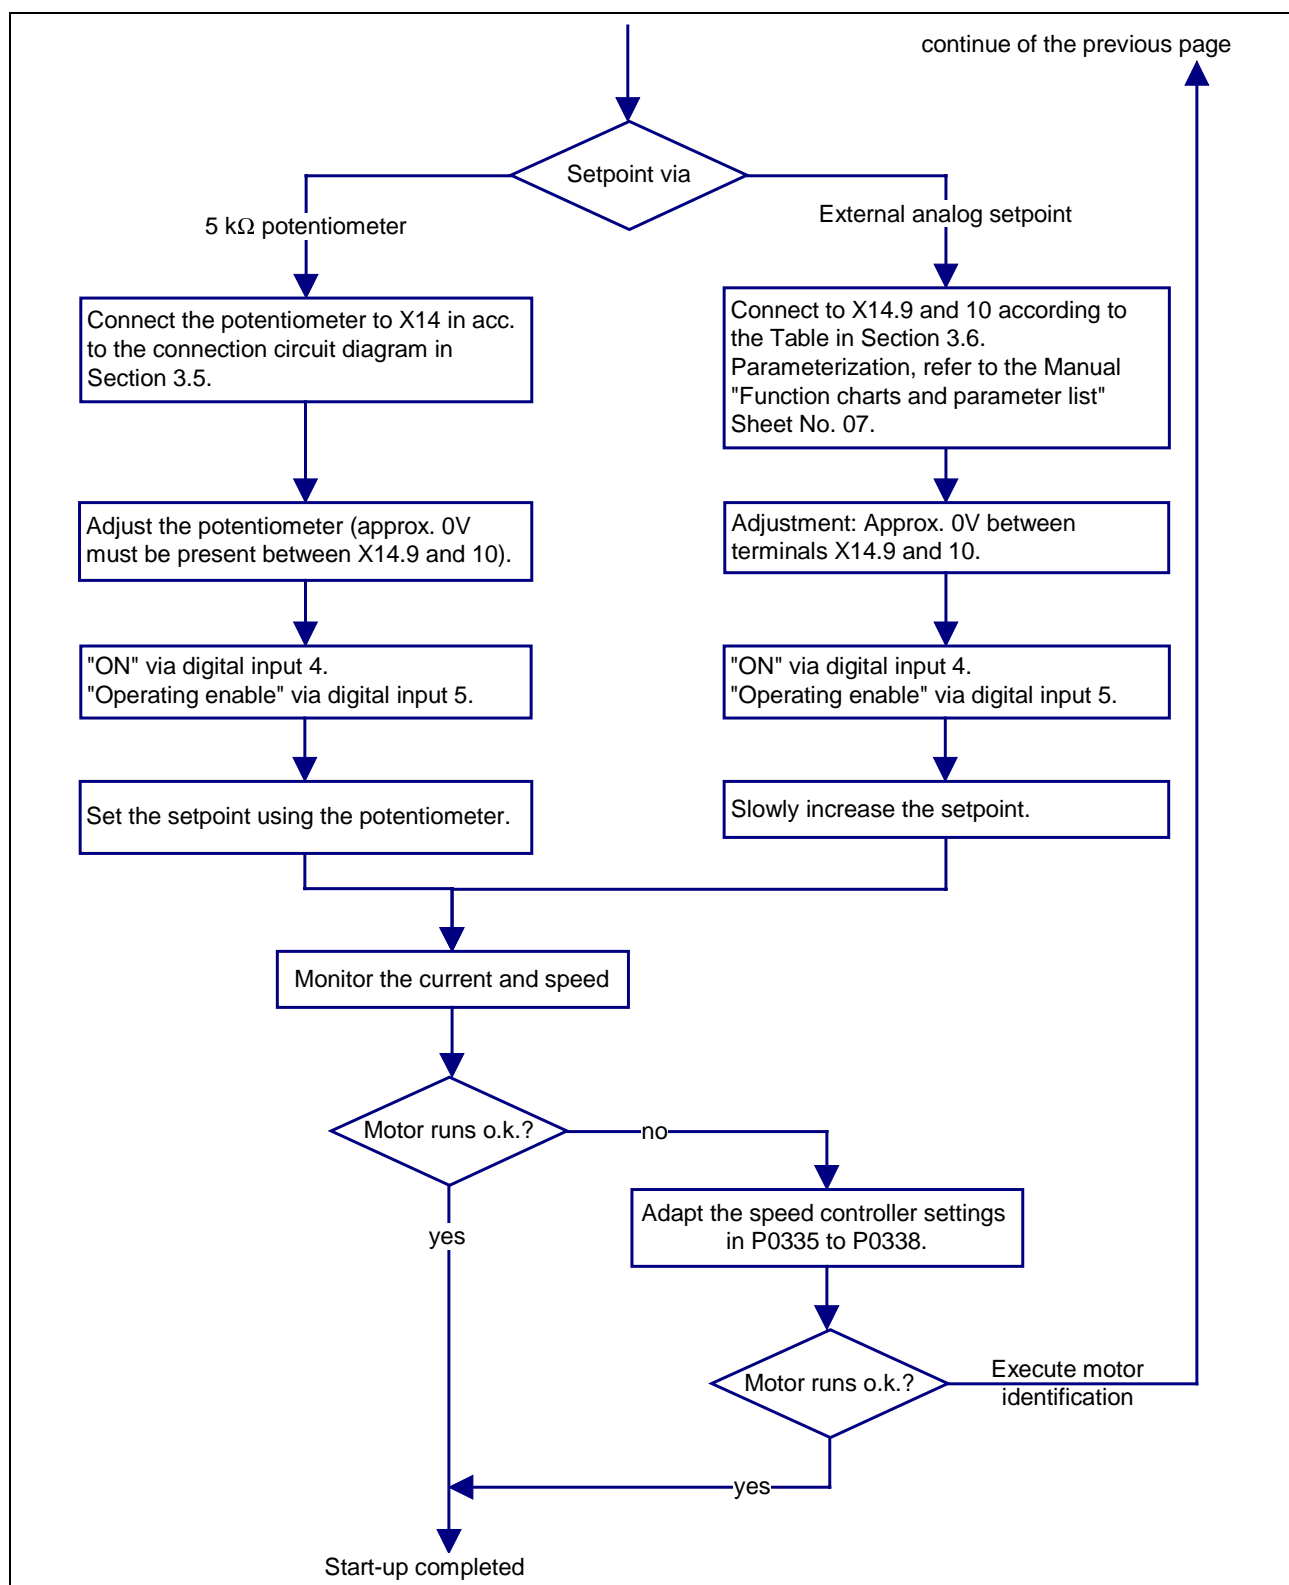 continue of the previous page
Setpoint via
5 kΩ potentiometer
External analog setpoint
Connect the potentiometer to X14 in acc.
to the connection circuit diagram in
Section 3.5.
Connect to X14.9 and 10 according to
the Table in Section 3.6.
Parameterization, refer to the Manual
"Function charts and parameter list"
Sheet No. 07.
Adjust the potentiometer (approx. 0V
must be present between X14.9 and 10).
Adjustment: Approx. 0V between
terminals X14.9 and 10.
"ON" via digital input 4.
"Operating enable" via digital input 5.
"ON" via digital input 4.
"Operating enable" via digital input 5.
Set the setpoint using the potentiometer.
Slowly increase the setpoint.
Monitor the current and speed
Motor runs o.k.?
no
yes
Adapt the speed controller settings
in P0335 to P0338.
Motor runs o.k.?
Execute motor
identification
yes
Start-up completed